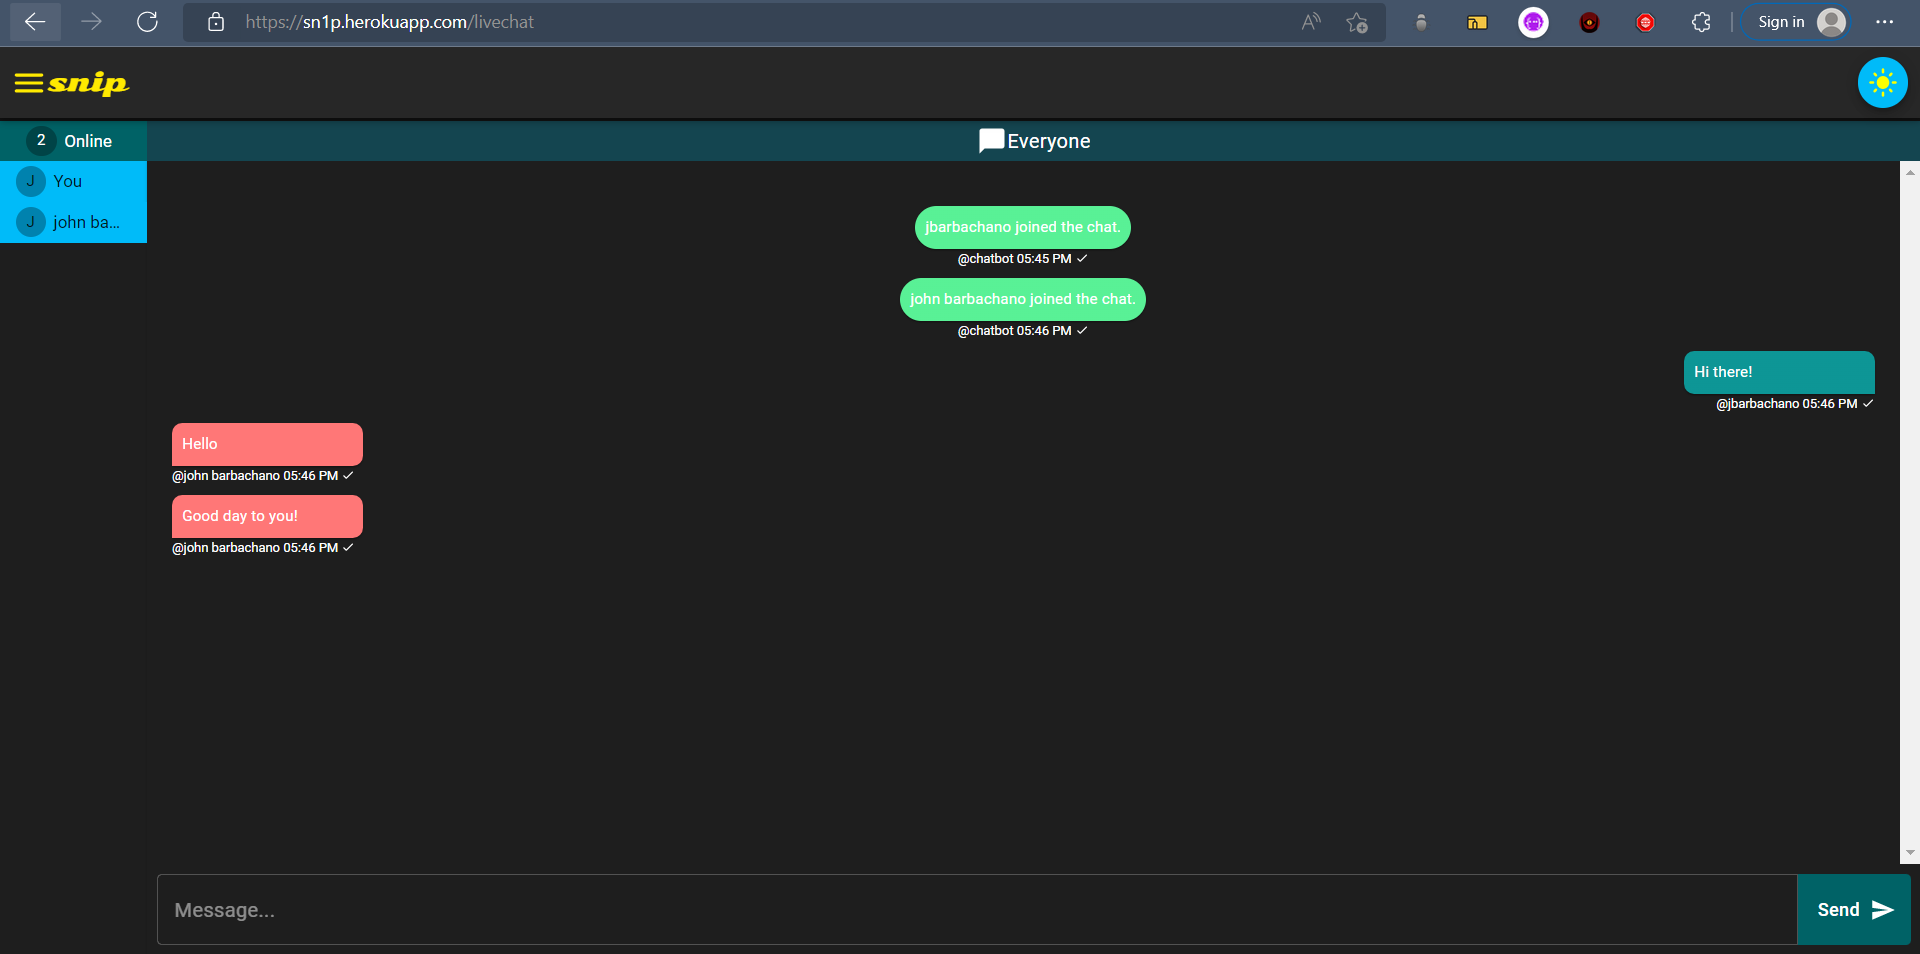 https://sn1p.herokuapp.com/livechat
Sign in
snip
2 Online
Everyone
J You
J john ba...
jbarbachano joined the chat.
@chatbot 05:45 PM
john barbachano joined the chat.
@chatbot 05:46 PM
Hi there!
@jbarbachano 05:46 PM
Hello
@john barbachano 05:46 PM
Good day to you!
@john barbachano 05:46 PM
Message...
Send